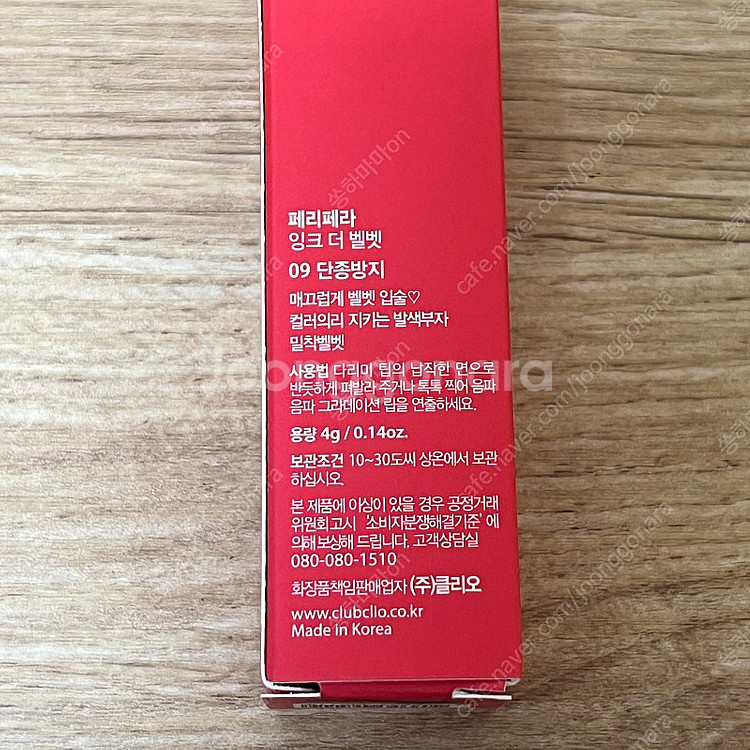 페리페라
잉크 더 벨벳
09 단종방지
매끄럽게 벨벳 입술♡
컬러의리 지키는 발색부자
밀착벨벳
사용법 다리미 팁의 납작한 면으로
반듯하게 펴발라 주거나 톡톡 찍어 음파
음파 그라데이션 립을 연출하세요.
용량 4g / 0.14oz.
보관조건 10~30도씨 상온에서 보관
하십시오.
본 제품에 이상이 있을 경우 공정거래
위원회 고시 '소비자분쟁해결기준'에
의해 보상해 드립니다. 고객상담실
080-080-1510
화장품책임판매업자 (주)클리오
www.clubclio.co.kr
Made in Korea
Joonggonara
쏭하마마on
cafe.naver.com/joonggonara